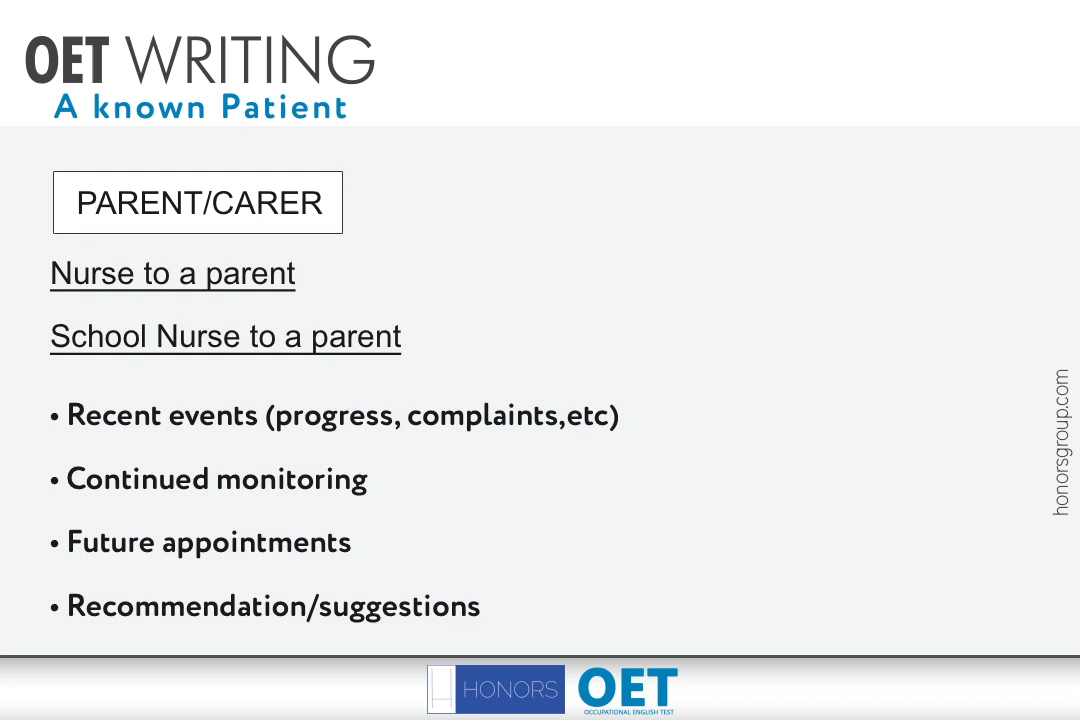 OET WRITING
A known Patient
PARENT/CARER
Nurse to a parent
School Nurse to a parent
• Recent events (progress, complaints,etc)
• Continued monitoring
• Future appointments
• Recommendation/suggestions
honorsgroup.com
HONORS
OET
OCCUPATIONAL ENGLISH TEST